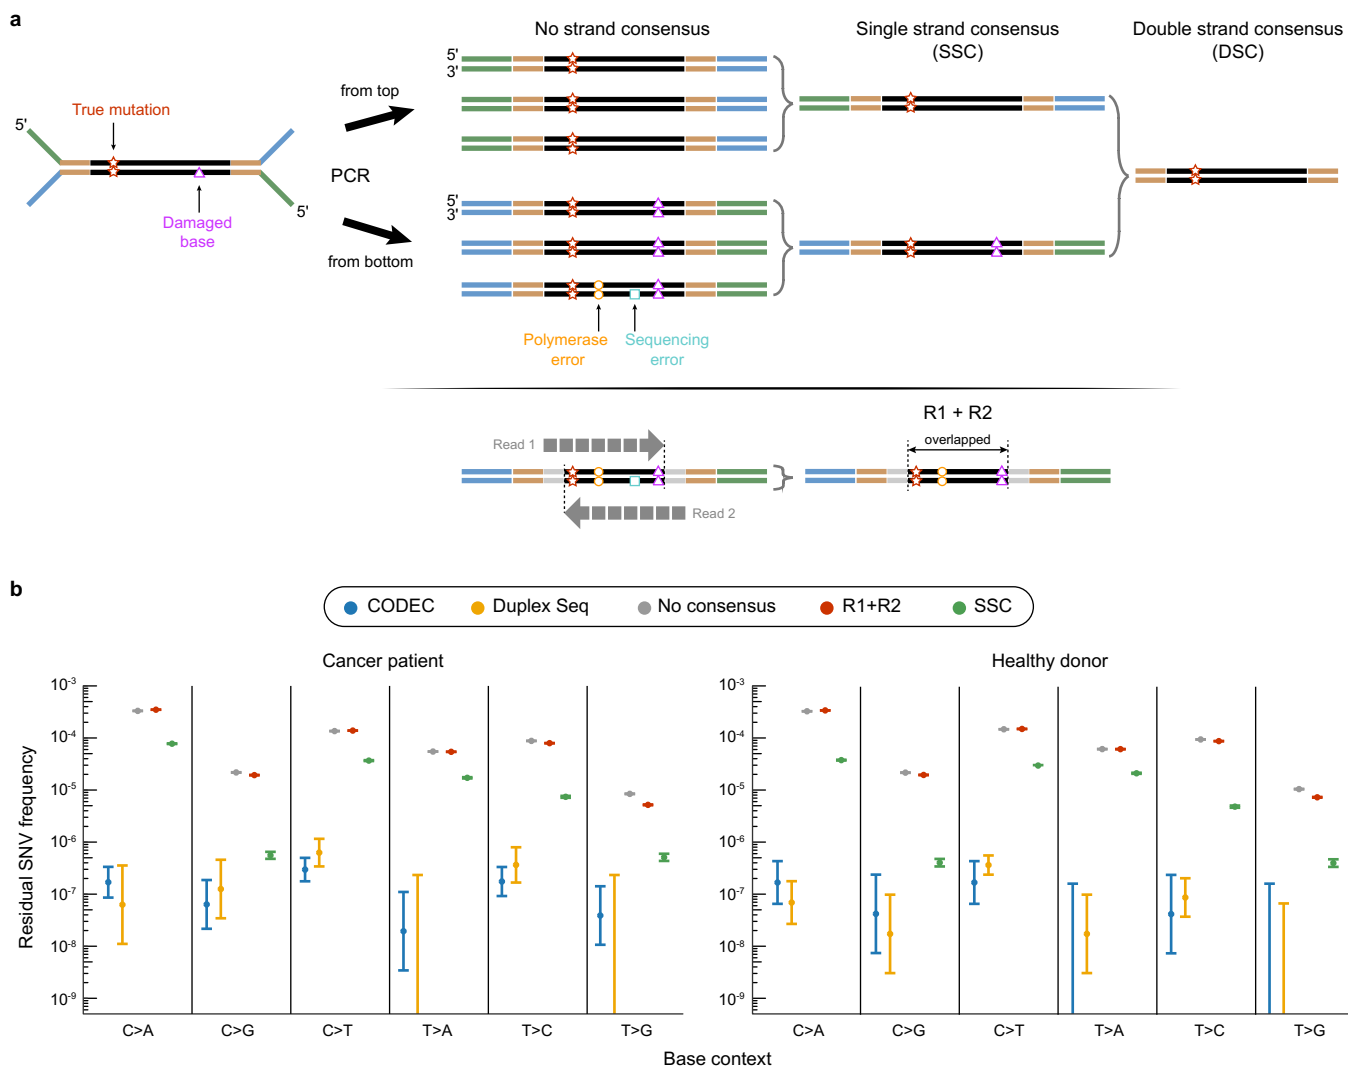 a
No strand consensus
Single strand consensus
(SSC)
Double strand consensus
(DSC)
5'
3'
from top
True mutation
5'
PCR
5'
Damaged
base
from bottom
5'
3'
Polymerase
error
Sequencing
error
R1 + R2
Read 1
overlapped
Read 2
b
CODEC Duplex Seq No consensus R1+R2 SSC
Cancer patient
Healthy donor
Residual SNV frequency
10-3
10-4
10-5
10-6
10-7
10-8
10-9
C>A C>G C>T T>A T>C T>G
10-3
10-4
10-5
10-6
10-7
10-8
10-9
C>A C>G C>T T>A T>C T>G
Base context